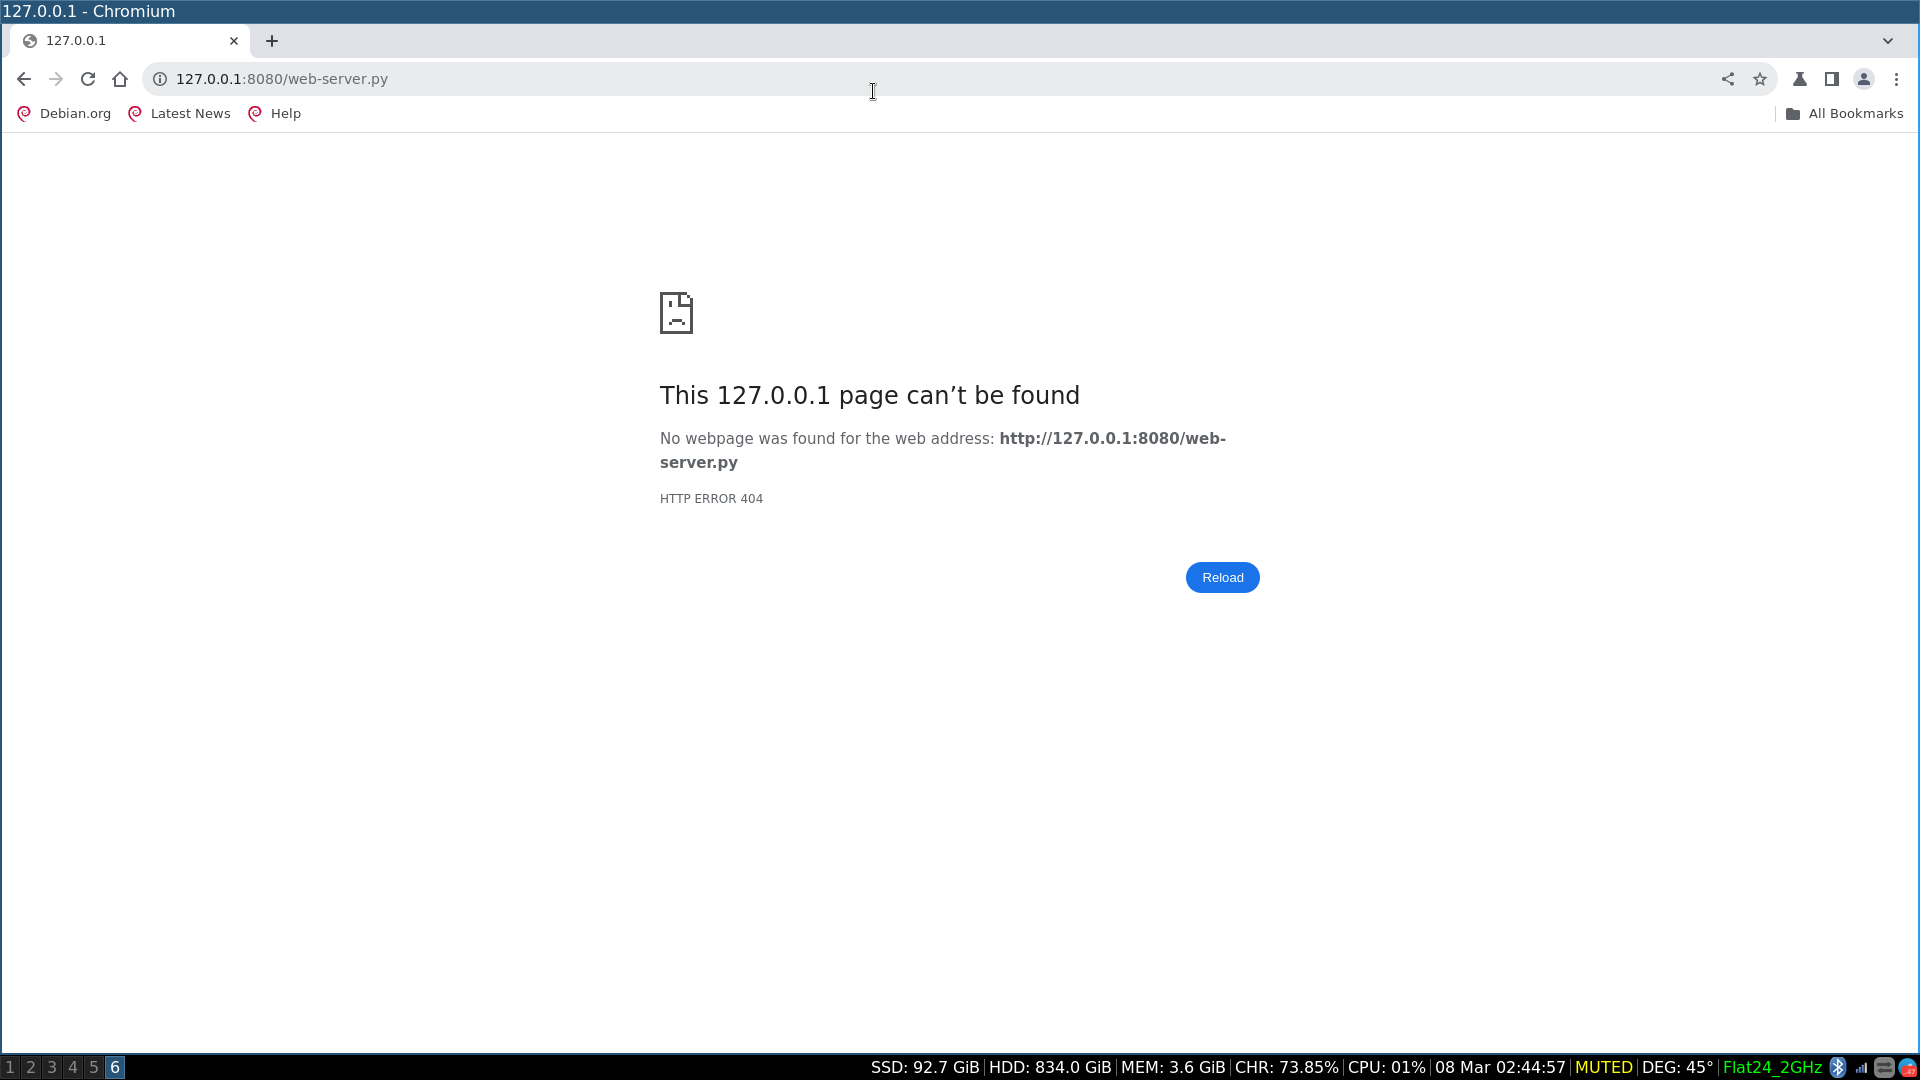 127.0.0.1 - Chromium
127.0.0.1
127.0.0.1:8080/web-server.py
Debian.org Latest News Help All Bookmarks
This 127.0.0.1 page can’t be found
No webpage was found for the web address: http://127.0.0.1:8080/web-
server.py
HTTP ERROR 404
Reload
1 2 3 4 5 6 SSD: 92.7 GiB HDD: 834.0 GiB MEM: 3.6 GiB CHR: 73.85% CPU: 01% 08 Mar 02:44:57 MUTED DEG: 45° Flat24_2GHz